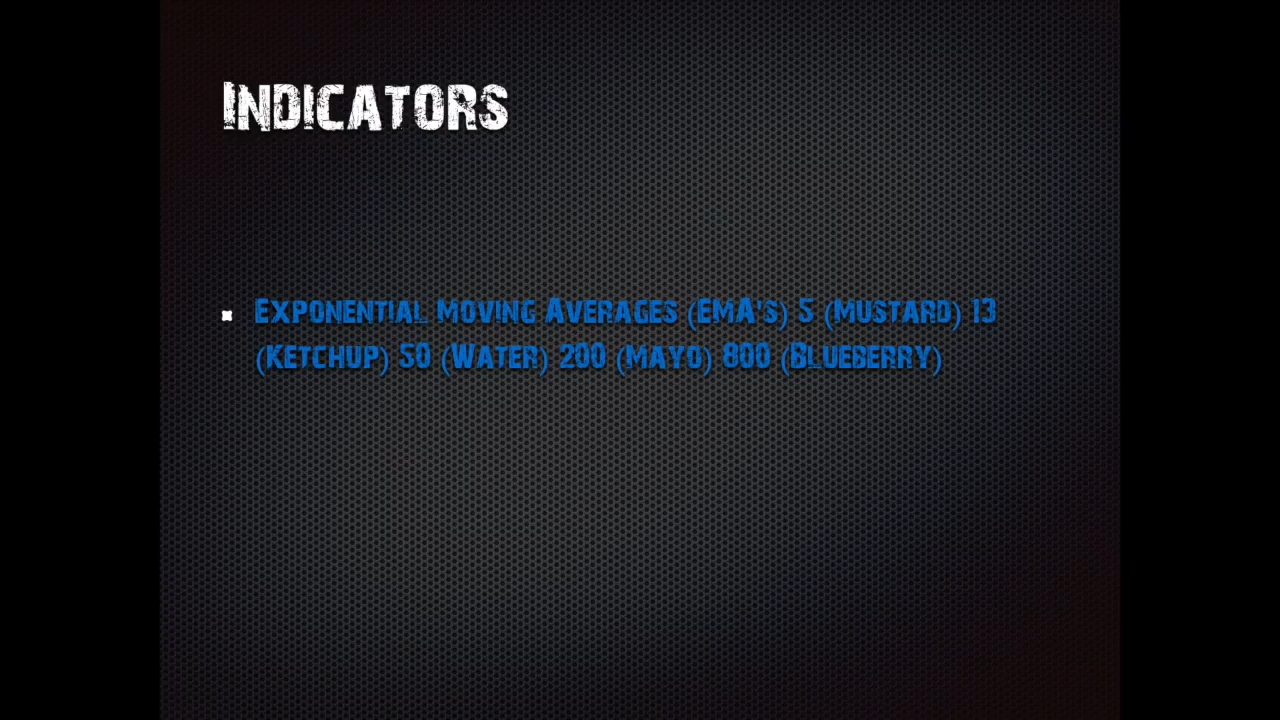 Indicators
Exponential moving Averages (EMA's) 5 (mustard) 13
(Ketchup) 50 (Water) 200 (mayo) 800 (Blueberry)